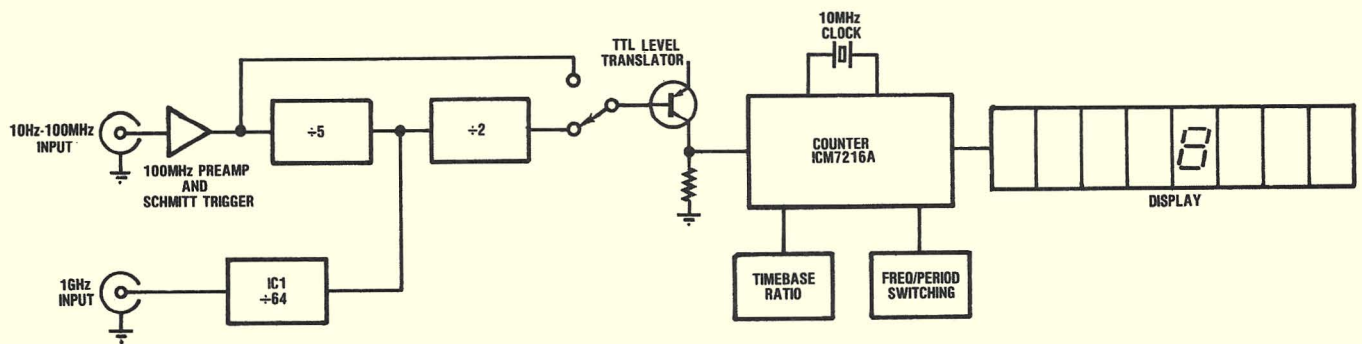 10Hz-100MHz
INPUT
100MHz PREAMP
AND
SCHMITT TRIGGER
÷5
÷2
TTL LEVEL
TRANSLATOR
10MHz
CLOCK
COUNTER
ICM7216A
8
DISPLAY
1GHz
INPUT
IC1
÷64
TIMEBASE
RATIO
FREQ/PERIOD
SWITCHING